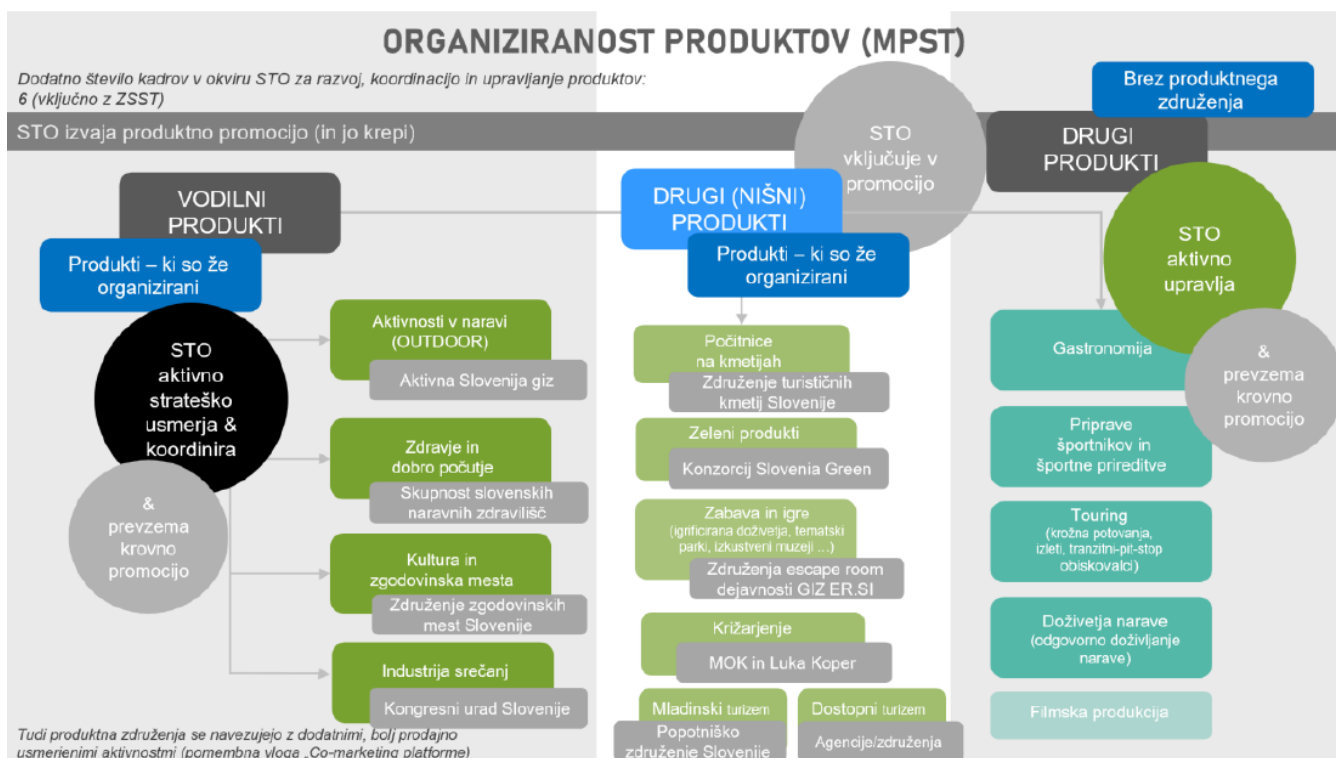 ORGANIZIRANOST PRODUKTOV (MPST)
Dodatno število kadrov v okviru STO za razvoj, koordinacijo in upravljanje produktov:
6 (vključno z ZSST)
STO izvaja produktno promocijo (in jo krepi)
VODILNI
PRODUKTI
Produkti – ki so že
organizirani
STO
aktivno
strateško
usmerja &
koordinira
&
prevzema
krovno
promocijo
Aktivnosti v naravi
(OUTDOOR)
Aktivna Slovenija giz
Zdravje in
dobro počutje
Skupnost slovenskih
naravnih zdravilišč
Kultura in
zgodovinska mesta
Združenje zgodovinskih
mest Slovenije
Industrija srečanj
Kongresni urad Slovenije
Tudi produktna združenja se navezujejo z dodatnimi, bolj prodajno
usmerjenimi aktivnostmi (pomembna vloga „Co-marketing platforme)
STO
vključuje v
promocijo
DRUGI (NIŠNI)
PRODUKTI
Produkti – ki so že
organizirani
Počitnice
na kmetijah
Združenje turističnih
kmetij Slovenije
Zeleni produkti
Konzorcij Slovenia Green
Zabava in igre
(igrificirana doživetja, tematski
parki, izkustveni muzeji ...)
Združenja escape room
dejavnosti GIZ ER.SI
Križarjenje
MOK in Luka Koper
Mladinski turizem
Popotniško
združenje Slovenije
Dostopni turizem
Agencije/združenja
Brez produktnega
združenja
DRUGI
PRODUKTI
STO
aktivno
upravlja
&
prevzema
krovno
promocijo
Gastronomija
Priprave
športnikov in
športne prireditve
Touring
(krožna potovanja,
izleti, tranzitni-pit-stop
obiskovalci)
Doživetja narave
(odgovorno doživljanje
narave)
Filmska produkcija